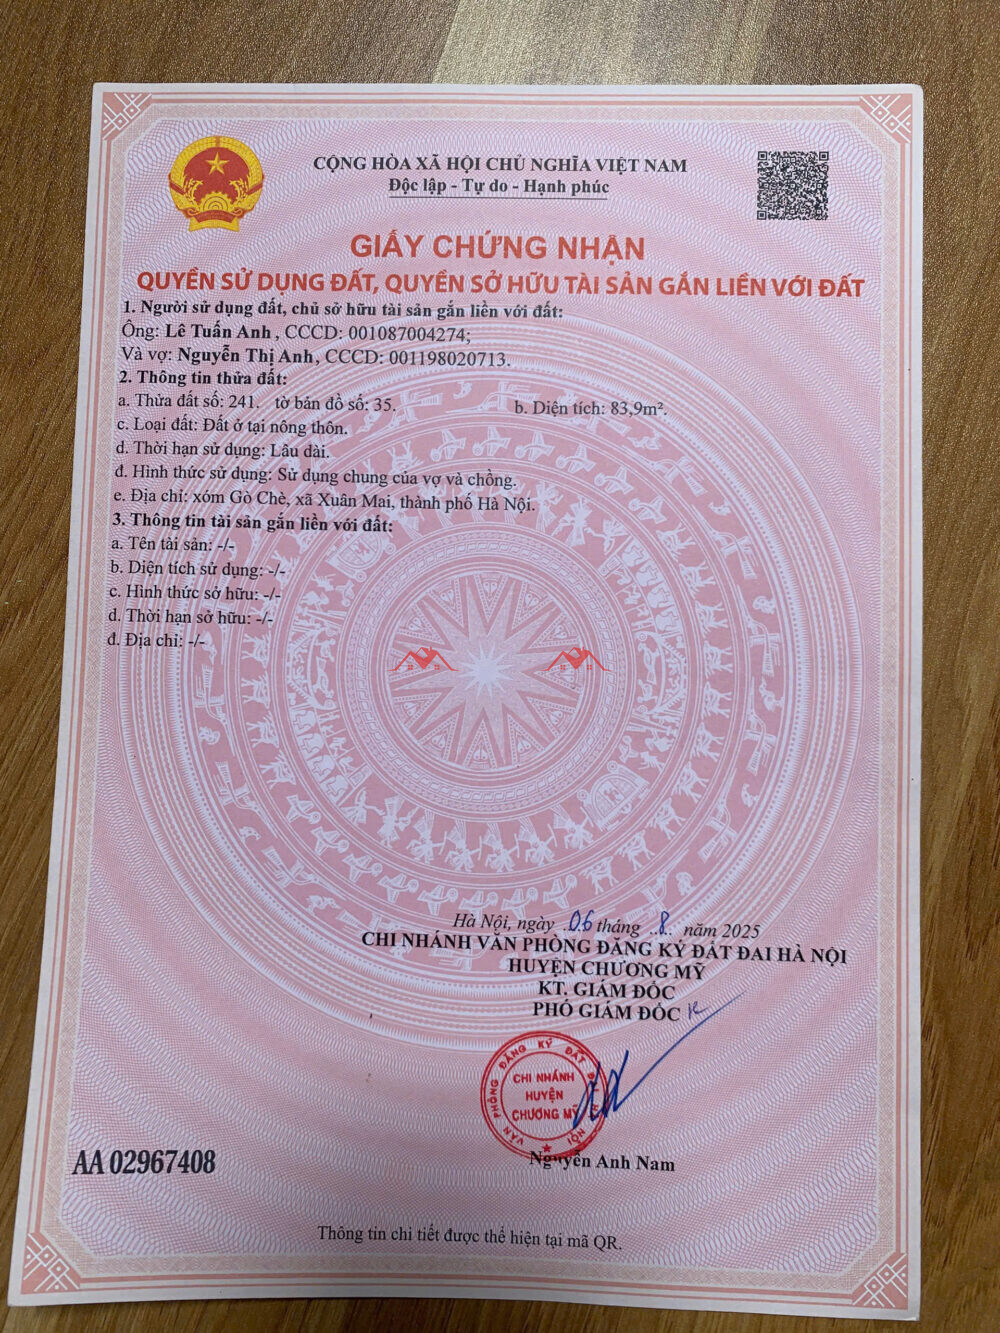 CỘNG HÒA XÃ HỘI CHỦ NGHĨA VIỆT NAM
Độc lập - Tự do - Hạnh phúc
GIẤY CHỨNG NHẬN
QUYỀN SỬ DỤNG ĐẤT, QUYỀN SỞ HỮU TÀI SẢN GẮN LIỀN VỚI ĐẤT
1. Người sử dụng đất, chủ sở hữu tài sản gắn liền với đất:
Ông: Lê Tuấn Anh , CCCD: 001087004274;
Và vợ: Nguyễn Thị Anh, CCCD: 001198020713.
2. Thông tin thửa đất:
a. Thửa đất số: 241. tờ bản đồ số: 35. b. Diện tích: 83,9m².
c. Loại đất: Đất ở tại nông thôn.
d. Thời hạn sử dụng: Lâu dài.
đ. Hình thức sử dụng: Sử dụng chung của vợ và chồng.
e. Địa chỉ: xóm Gò Chè, xã Xuân Mai, thành phố Hà Nội.
3. Thông tin tài sản gắn liền với đất:
a. Tên tài sản: -/-
b. Diện tích sử dụng: -/-
c. Hình thức sở hữu: -/-
d. Thời hạn sở hữu: -/-
đ. Địa chỉ: -/-
Hà Nội, ngày 06 tháng 8 năm 2025
CHI NHÁNH VĂN PHÒNG ĐĂNG KÝ ĐẤT ĐAI HÀ NỘI
HUYỆN CHƯƠNG MỸ
KT. GIÁM ĐỐC
PHÓ GIÁM ĐỐC
VĂN PHÒNG ĐĂNG KÝ ĐẤT ĐAI HÀ NỘI
CHI NHÁNH
HUYỆN
CHƯƠNG MỸ
Nguyễn Anh Nam
AA 02967408
Thông tin chi tiết được thể hiện tại mã QR.